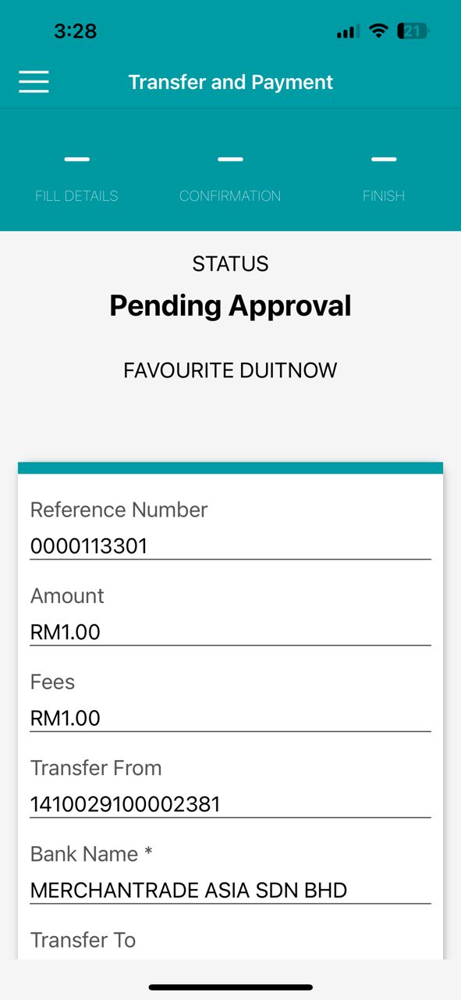 3:28
21
Transfer and Payment
FILL DETAILS
CONFIRMATION
FINISH
STATUS
Pending Approval
FAVOURITE DUITNOW
Reference Number
0000113301
Amount
RM1.00
Fees
RM1.00
Transfer From
1410029100002381
Bank Name *
MERCHANTRADE ASIA SDN BHD
Transfer To